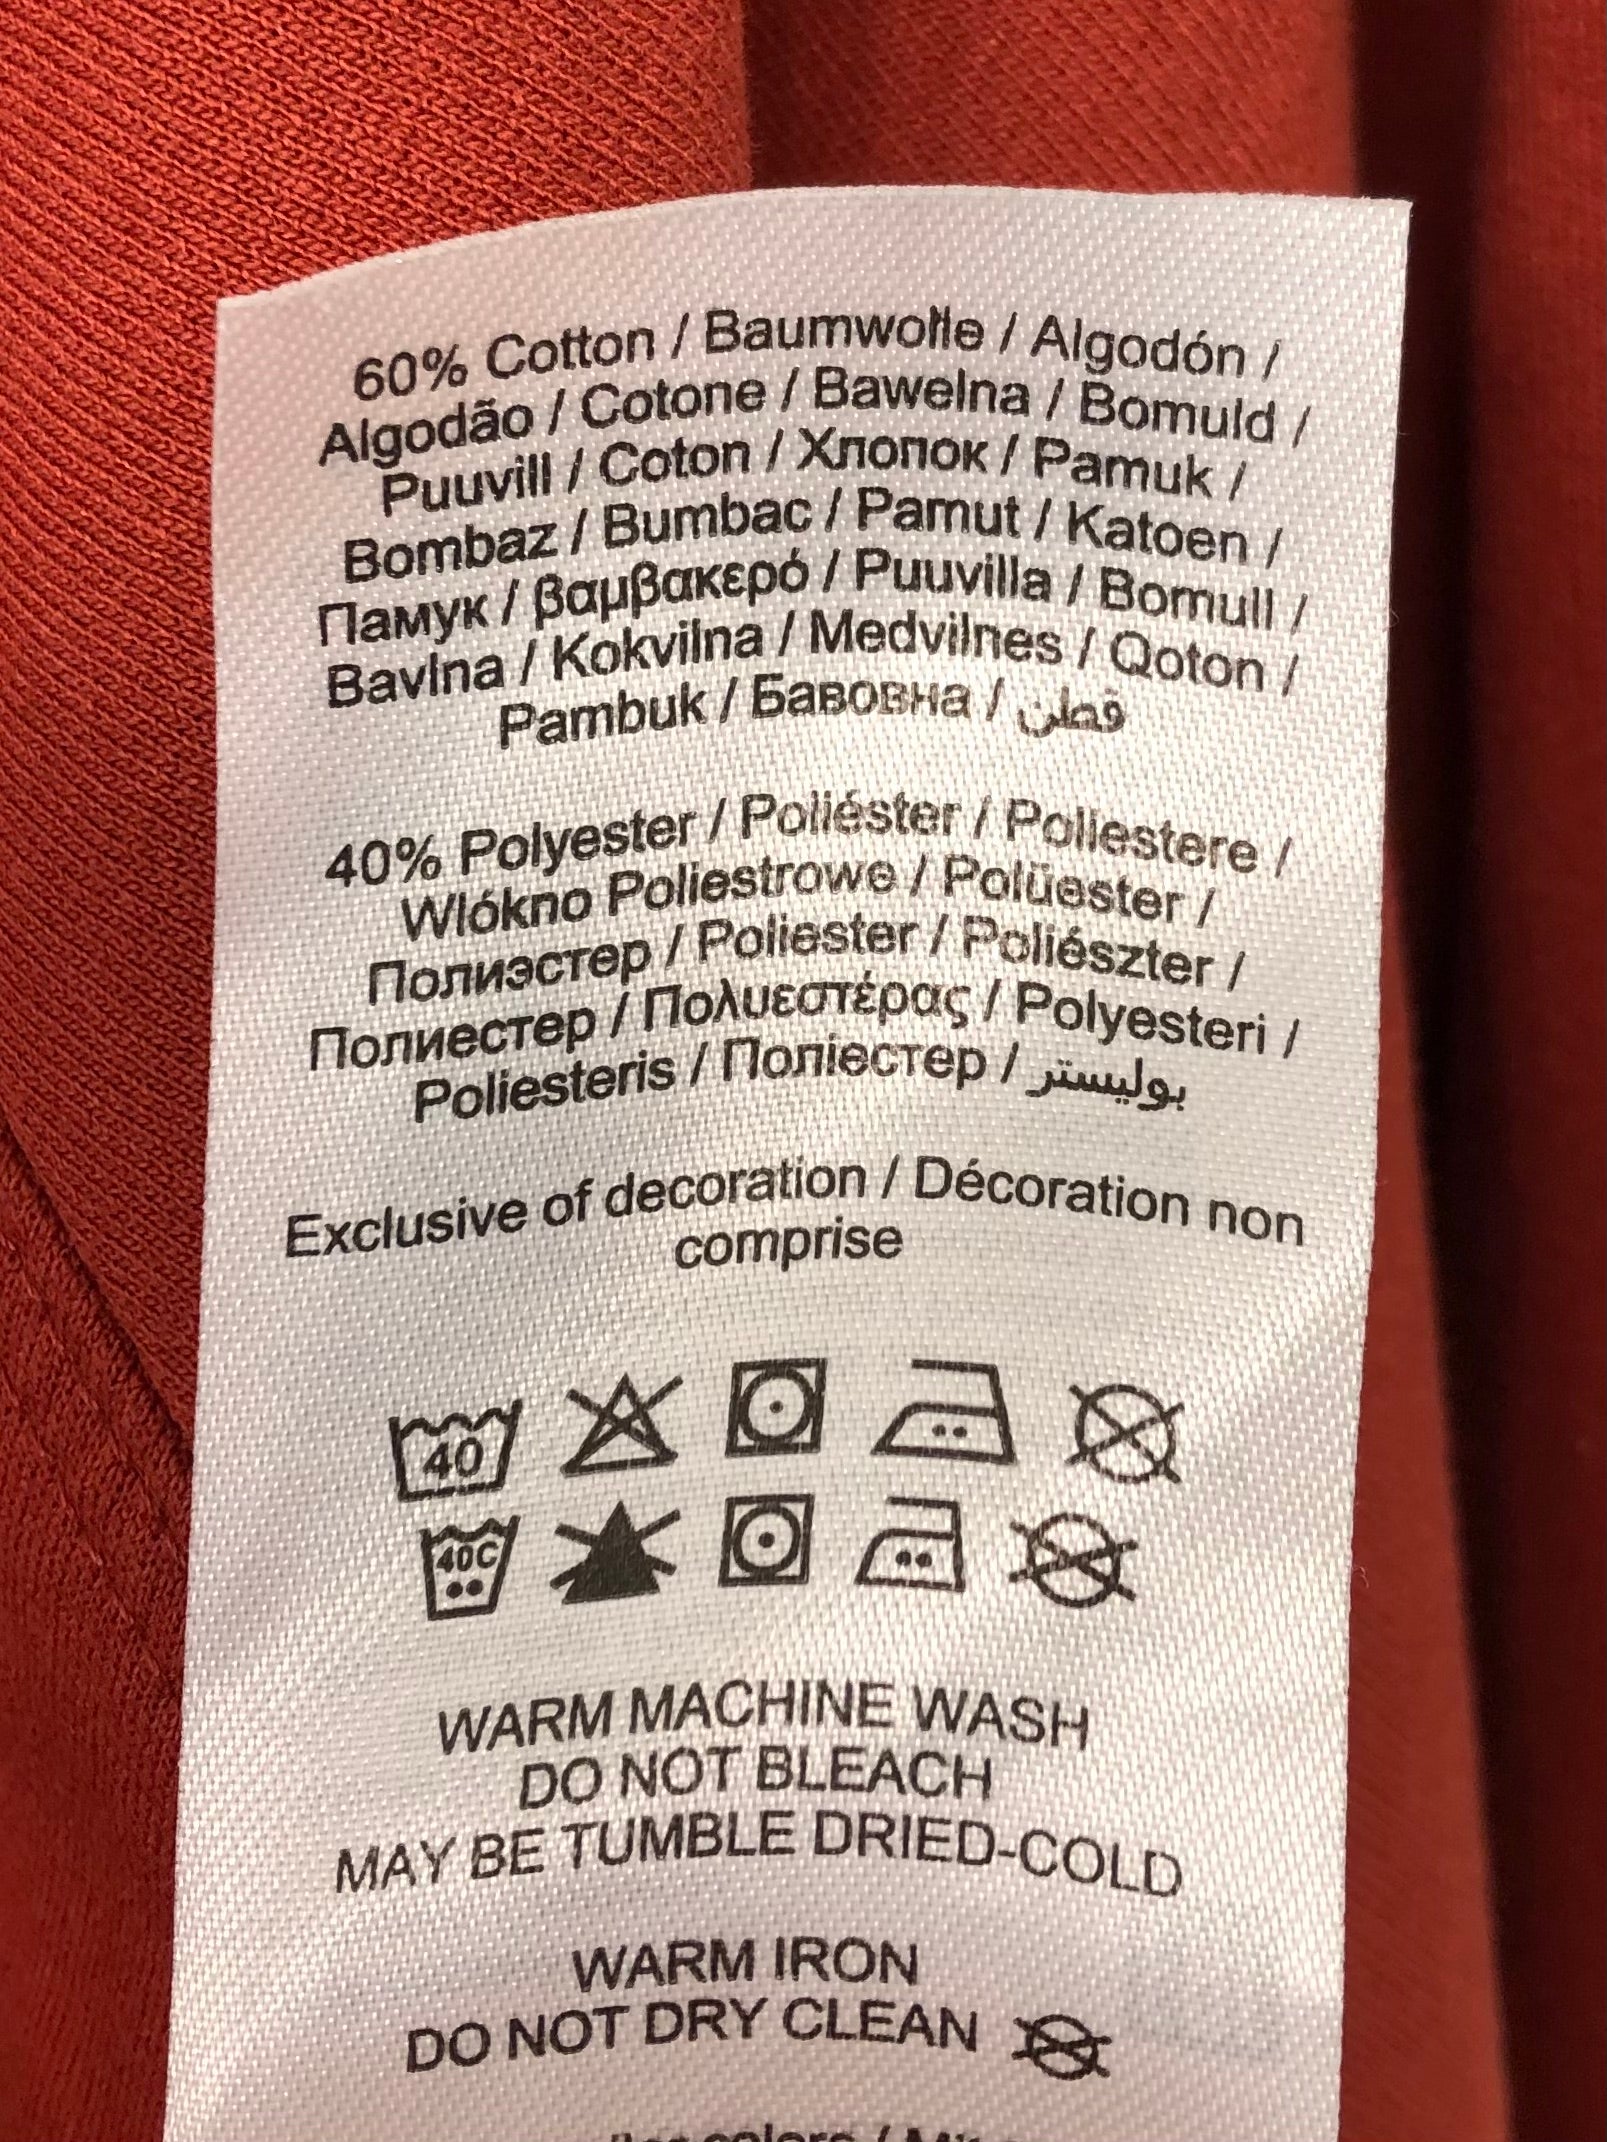 60% Cotton / Baumwolle / Algodón /
Algodão / Cotone / Bawelna / Bomuld /
Puuvill / Coton / Хлопок / Pamuk /
Bombaz / Bumbac / Pamut / Katoen /
Памук / βαμβακερό / Puuvilla / Bomull /
Bavlna / Kokvilna / Medvilnes / Qoton /
Pambuk / Бавовна / قطن
40% Polyester / Poliéster / Poliestere /
Wlókno Poliestrowe / Polüester /
Полиэстер / Poliester / Poliészter /
Полиестер / Πολυεστέρας / Polyesteri /
Poliesteris / Поліестер / بوليستر
Exclusive of decoration / Décoration non
comprise
40
40C
WARM MACHINE WASH
DO NOT BLEACH
MAY BE TUMBLE DRIED-COLD
WARM IRON
DO NOT DRY CLEAN
colors /